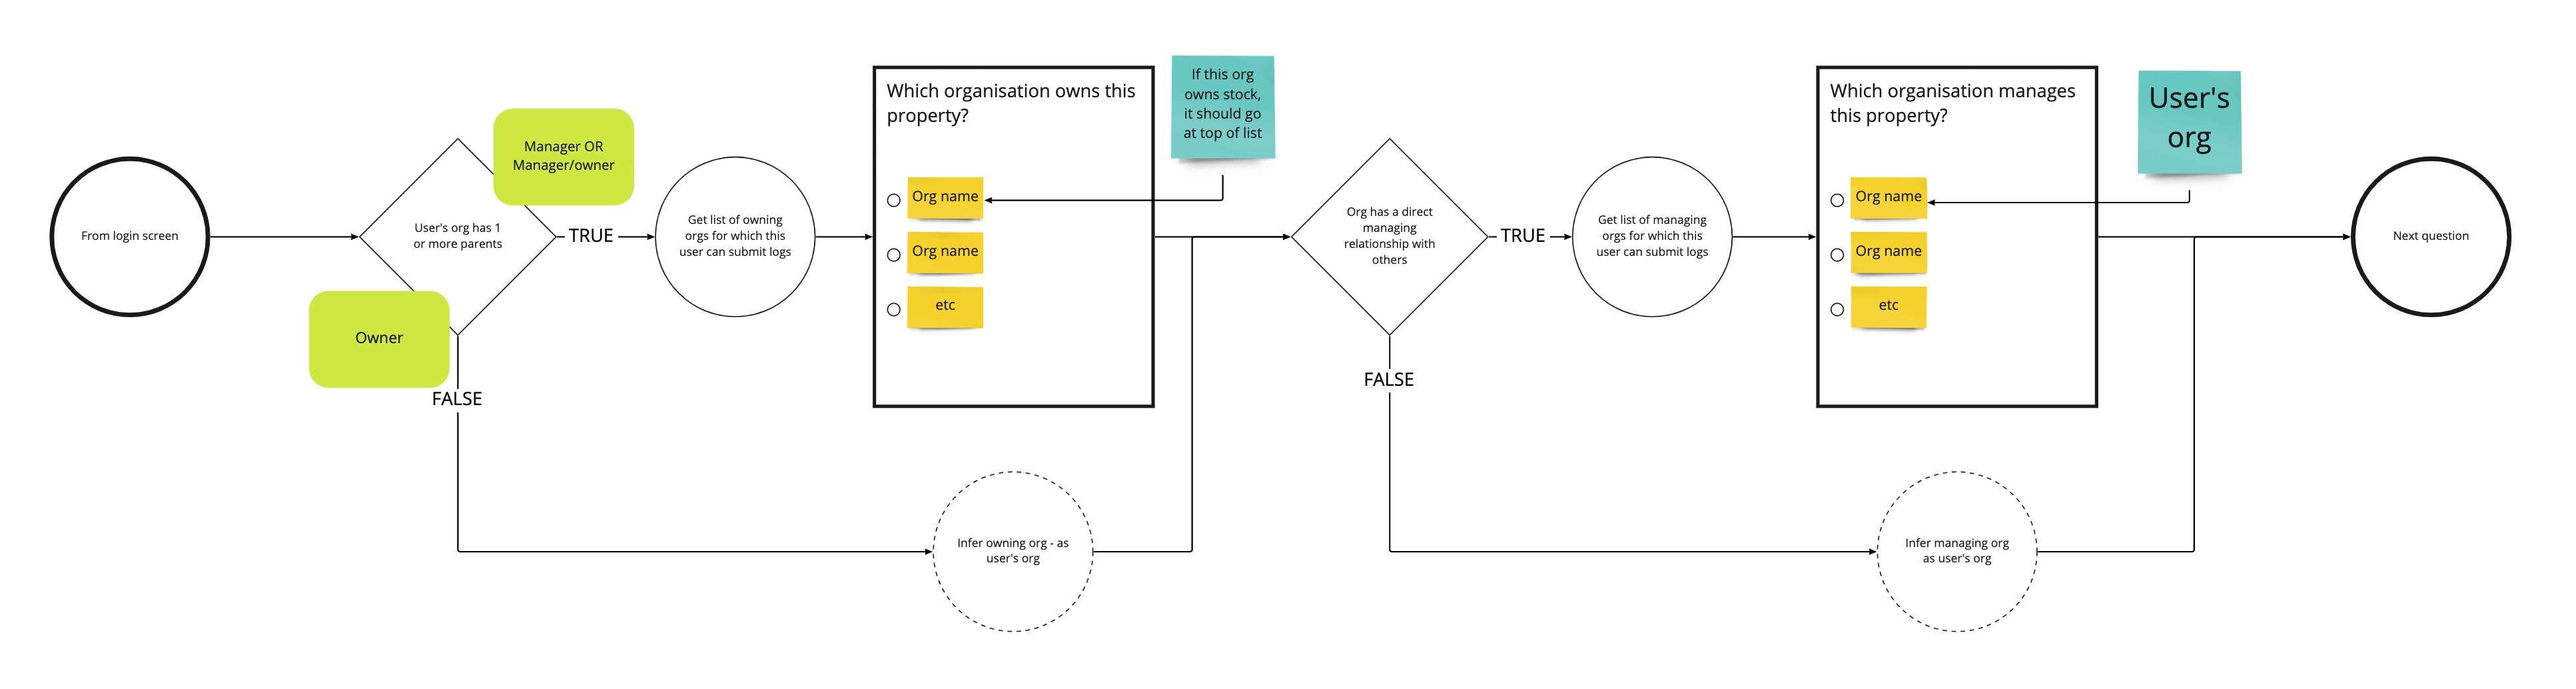 From login screen
User's org has 1
or more parents
Manager OR
Manager/owner
Owner
TRUE
FALSE
Get list of owning
orgs for which this
user can submit logs
Which organisation owns this
property?
Org name
Org name
etc
If this org
owns stock,
it should go
at top of list
Infer owning org - as
user's org
Org has a direct
managing
relationship with
others
TRUE
FALSE
Get list of managing
orgs for which this
user can submit logs
Which organisation manages
this property?
Org name
Org name
etc
User's
org
Infer managing org
as user's org
Next question